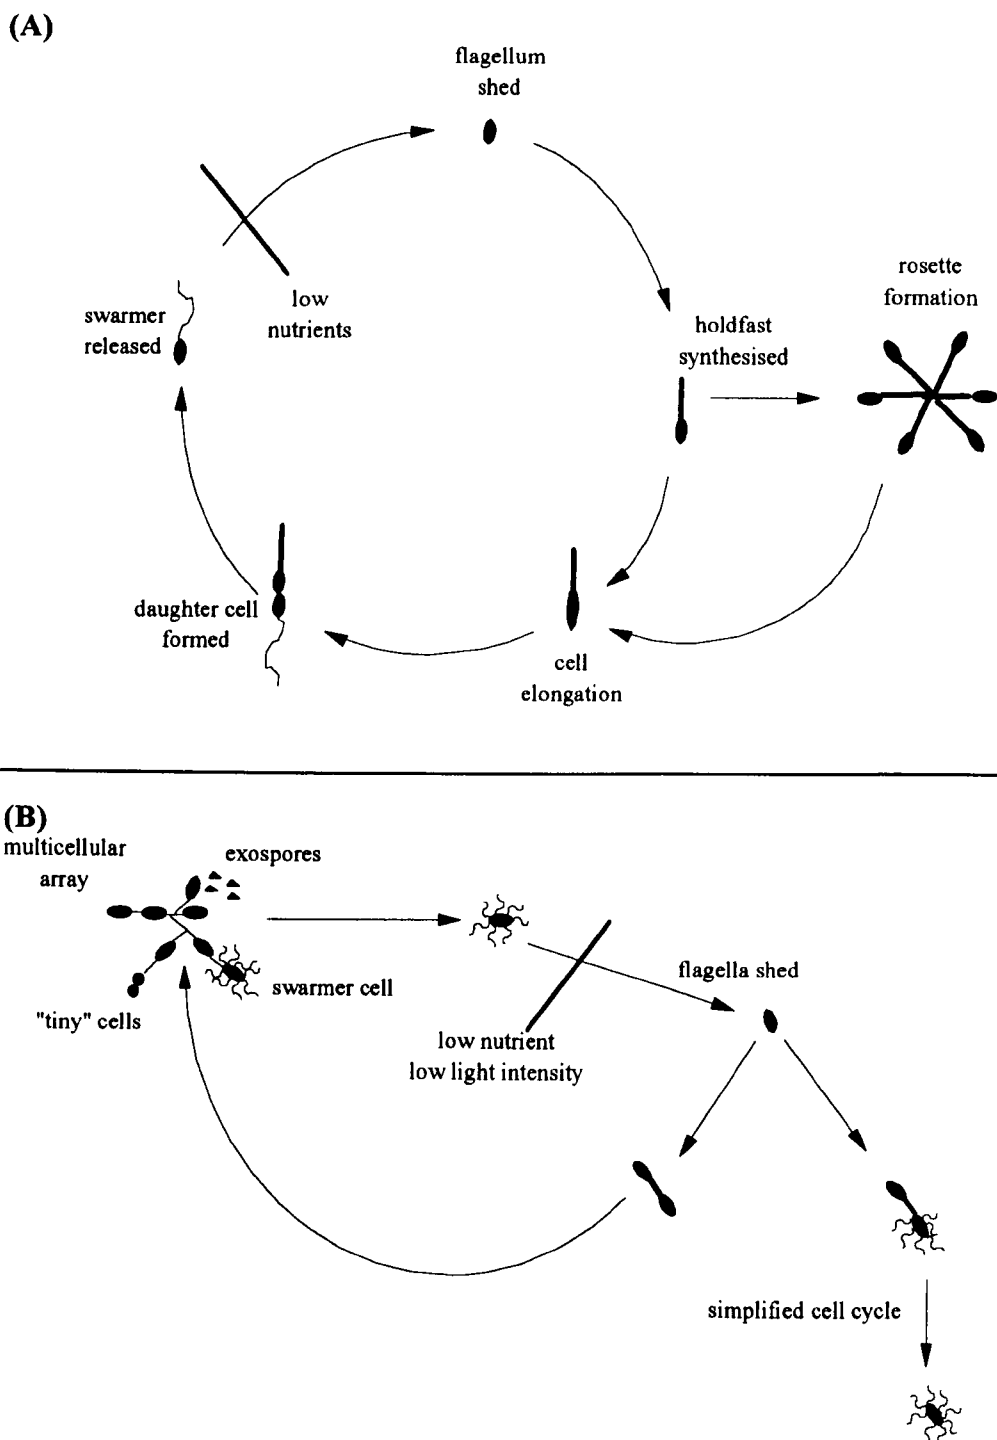 (A)
flagellum
shed
low
nutrients
swarmer
released
holdfast
synthesised
rosette
formation
daughter cell
formed
cell
elongation
(B)
multicellular
array
exospores
swarmer cell
"tiny" cells
flagella shed
low nutrient
low light intensity
simplified cell cycle